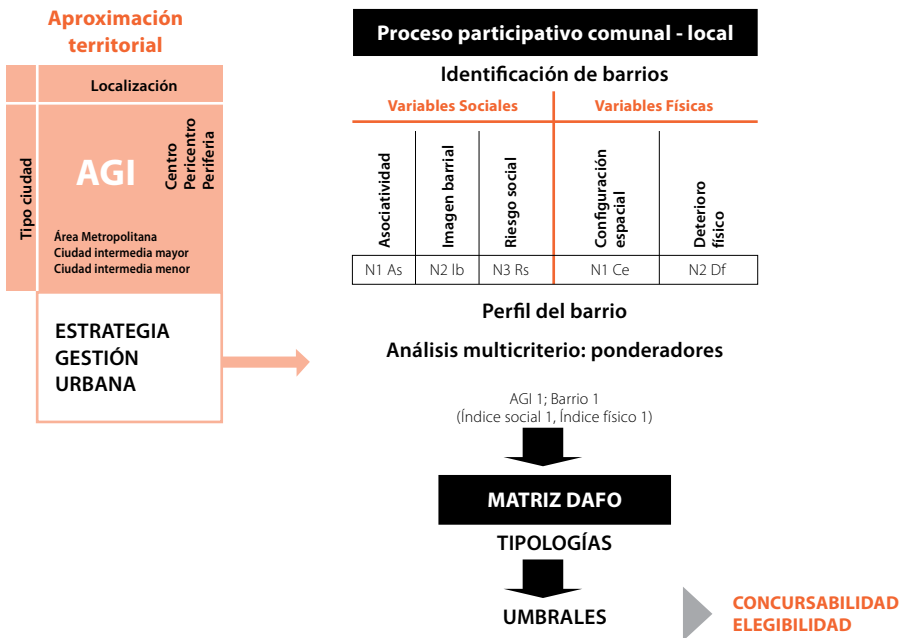 Aproximación
territorial
Localización
Tipo ciudad
AGI
Centro
Pericentro
Periferia
Área Metropolitana
Ciudad intermedia mayor
Ciudad intermedia menor
ESTRATEGIA
GESTIÓN
URBANA
Proceso participativo comunal - local
Identificación de barrios
Variables Sociales
Variables Físicas
Asociatividad
Imagen barrial
Riesgo social
Configuración
espacial
Deterioro
físico
N1 As
N2 Ib
N3 Rs
N1 Ce
N2 Df
Perfil del barrio
Análisis multicriterio: ponderadores
AGI 1; Barrio 1
(Índice social 1, Índice físico 1)
MATRIZ DAFO
TIPOLOGÍAS
UMBRALES
CONCURSABILIDAD
ELEGIBILIDAD